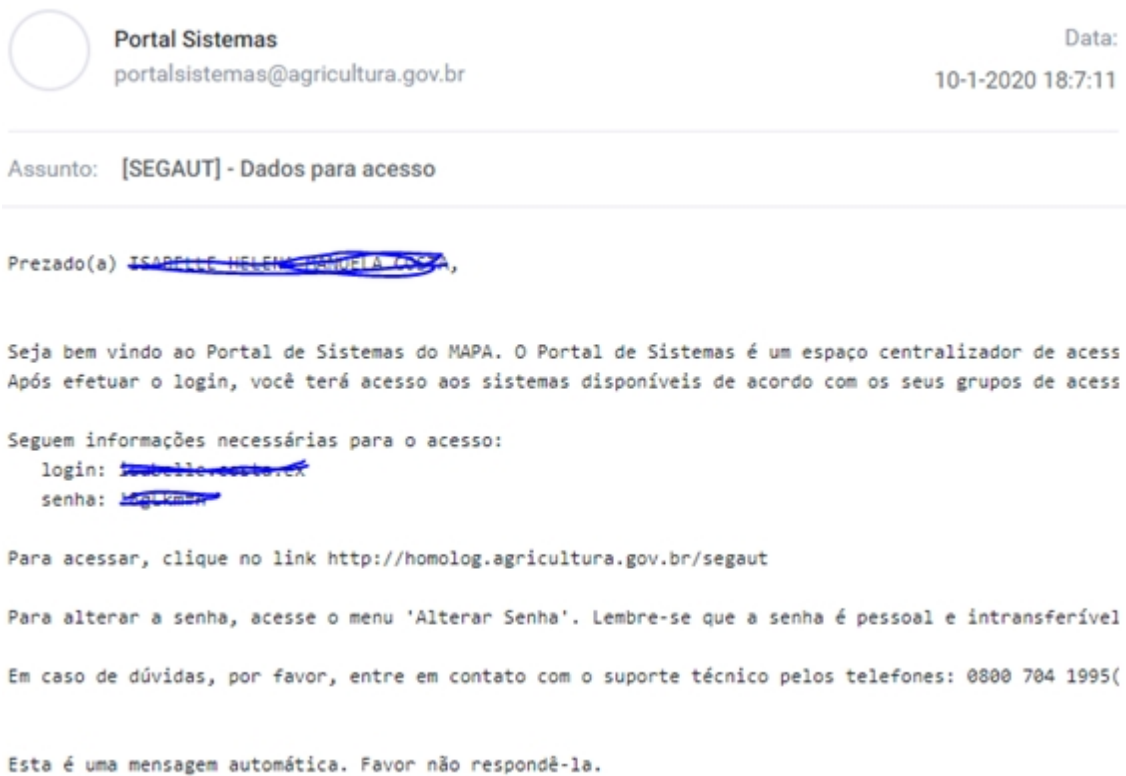 Portal Sistemas
Data:
portalsistemas@agricultura.gov.br
10-1-2020 18:7:11
Assunto: [SEGAUT] - Dados para acesso
Prezado(a)
Seja bem vindo ao Portal de Sistemas do MAPA. O Portal de Sistemas é um espaço centralizador de acess
Após efetuar o login, você terá acesso aos sistemas disponíveis de acordo com os seus grupos de acess
Seguem informações necessárias para o acesso:
login:
senha:
Para acessar, clique no link http://homolog.agricultura.gov.br/segaut
Para alterar a senha, acesse o menu 'Alterar Senha'. Lembre-se que a senha é pessoal e intransferível
Em caso de dúvidas, por favor, entre em contato com o suporte técnico pelos telefones: 0800 704 1995(
Esta é uma mensagem automática. Favor não respondê-la.